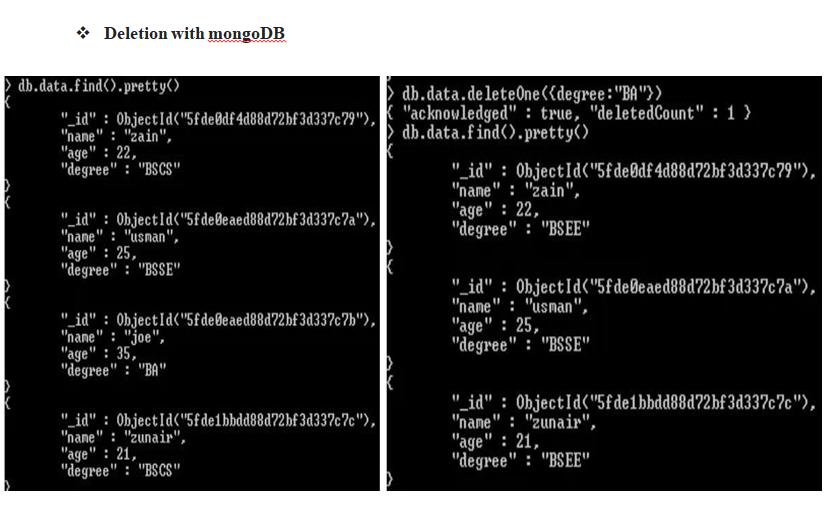 ❖ Deletion with mongoDB
> db.data.find().pretty()
{
"_id" : ObjectId("5fde0df4d88d72bf3d337c79"),
"name" : "zain",
"age" : 22,
"degree" : "BSCS"
}
{
"_id" : ObjectId("5fde0eaed88d72bf3d337c7a"),
"name" : "usman",
"age" : 25,
"degree" : "BSSE"
}
{
"_id" : ObjectId("5fde0eaed88d72bf3d337c7b"),
"name" : "joe",
"age" : 35,
"degree" : "BA"
}
{
"_id" : ObjectId("5fde1bbdd88d72bf3d337c7c"),
"name" : "zunair",
"age" : 21,
"degree" : "BSCS"
}
> db.data.deleteOne({degree:"BA"})
{ "acknowledged" : true, "deletedCount" : 1 }
> db.data.find().pretty()
{
"_id" : ObjectId("5fde0df4d88d72bf3d337c79"),
"name" : "zain",
"age" : 22,
"degree" : "BSEE"
}
{
"_id" : ObjectId("5fde0eaed88d72bf3d337c7a"),
"name" : "usman",
"age" : 25,
"degree" : "BSSE"
}
{
"_id" : ObjectId("5fde1bbdd88d72bf3d337c7c"),
"name" : "zunair",
"age" : 21,
"degree" : "BSEE"
}